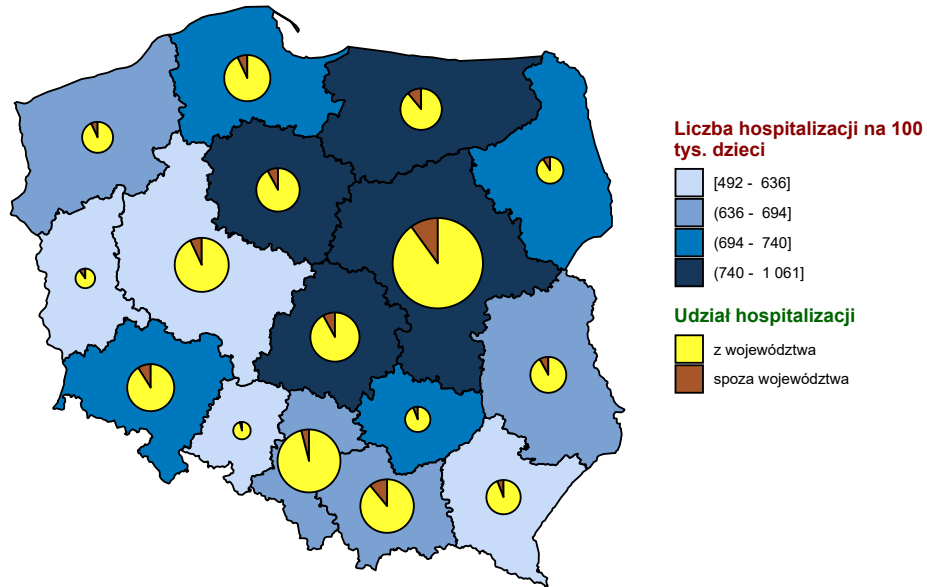 Liczba hospitalizacji na 100
tys. dzieci
[492 - 636]
(636 - 694]
(694 - 740]
(740 - 1 061]
Udział hospitalizacji
z województwa
spoza województwa